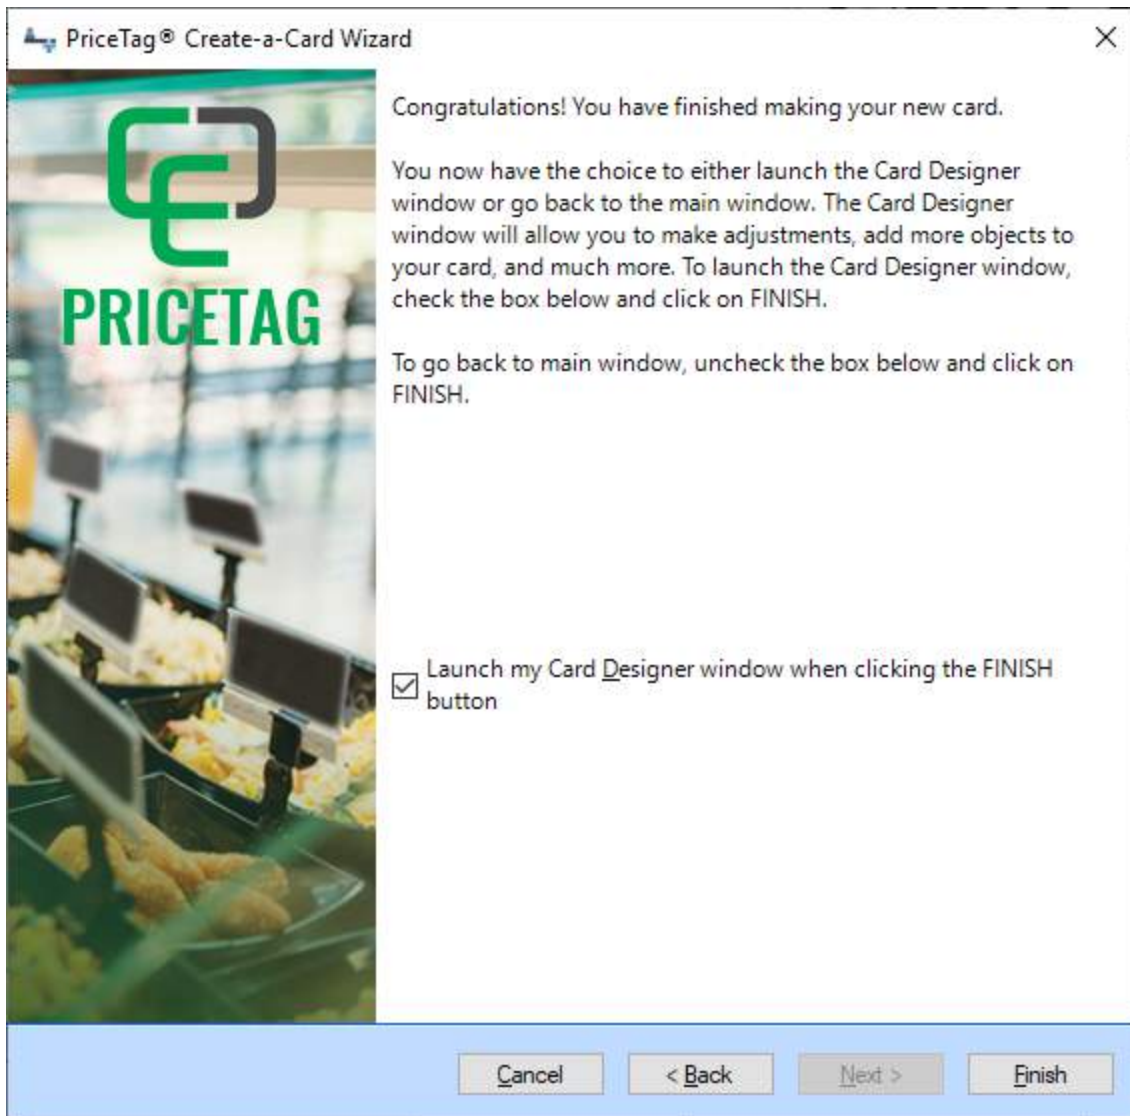 PriceTag® Create-a-Card Wizard
PRICETAG
Congratulations! You have finished making your new card.
You now have the choice to either launch the Card Designer
window or go back to the main window. The Card Designer
window will allow you to make adjustments, add more objects to
your card, and much more. To launch the Card Designer window,
check the box below and click on FINISH.
To go back to main window, uncheck the box below and click on
FINISH.
Launch my Card Designer window when clicking the FINISH
button
Cancel
< Back
Next >
Finish